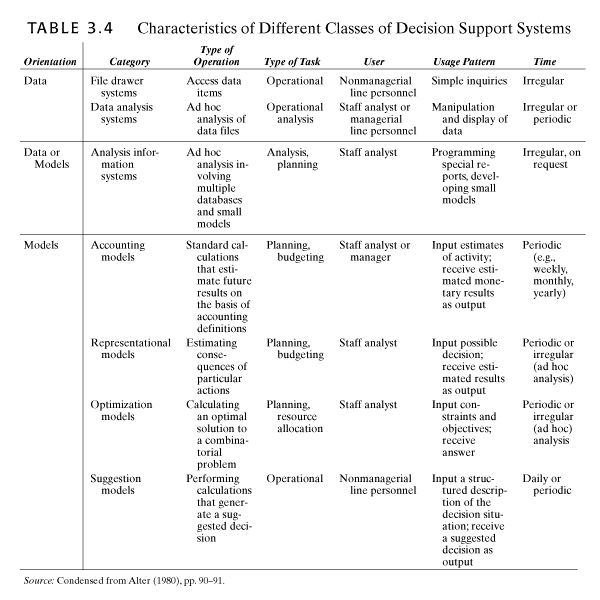 TABLE 3.4 Characteristics of Different Classes of Decision Support Systems
Type of
Orientation Category Operation Type of Task User Usage Pattern Time
Data File drawer Access data Operational Nonmanagerial Simple inquiries Irregular
systems items line personnel
Data analysis Ad hoc Operational Staff analyst or Manipulation Irregular or
systems analysis of analysis managerial and display of periodic
data files line personnel data
Data or Analysis infor- Ad hoc Analysis, Staff analyst Programming Irregular, on
Models mation analysis in- planning special re- request
systems volving ports, devel-
multiple oping small
databases models
and small
models
Models Accounting Standard cal- Planning, Staff analyst or Input estimates Periodic
models culations budgeting manager of activity; (e.g.,
that esti- receive esti- weekly,
mate future mated mone- monthly,
results on tary results yearly)
the basis of as output
accounting
definitions
Representational Estimating Planning, Staff analyst Input possible Periodic or
models conse- budgeting decision; irregular
quences of receive esti- (ad hoc
particular mated results analysis)
actions as output
Optimization Calculating Planning, Staff analyst Input con- Periodic or
models an optimal resource straints and irregular
solution to allocation objectives; (ad hoc)
a combina- receive analysis
torial answer
problem
Suggestion Performing Operational Nonmanagerial Input a struc- Daily or
models calculations line personnel tured descrip- periodic
that gener- tion of the
ate a sug- decision situ-
gested deci- ation; receive
sion a suggested
decision as
output
Source: Condensed from Alter (1980), pp. 90–91.